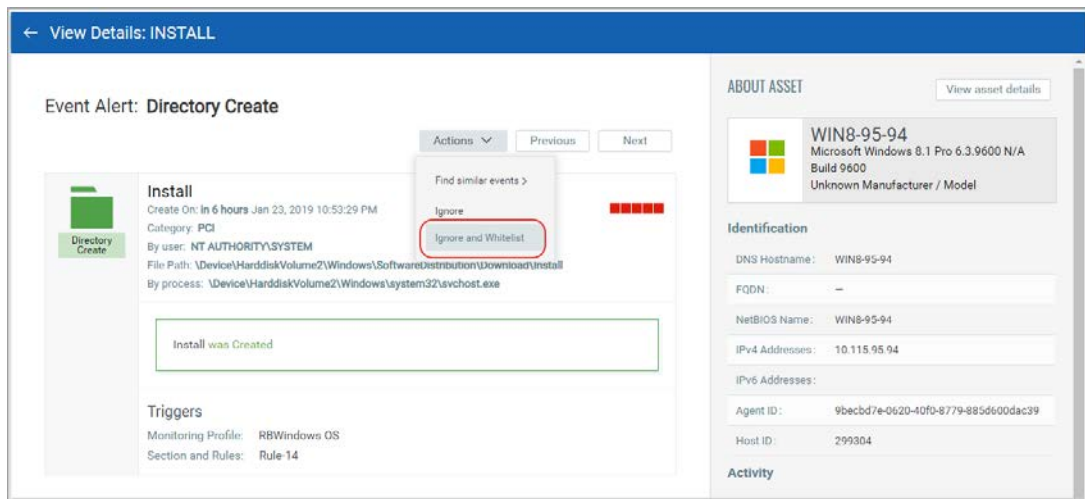 ← View Details: INSTALL
Event Alert: Directory Create
Actions
Previous
Next
Find similar events >
Ignore
Ignore and Whitelist
Directory
Create
Install
Create On: in 6 hours Jan 23, 2019 10:53:29 PM
Category: PCI
By user: NT AUTHORITY\SYSTEM
File Path: \Device\HarddiskVolume2\Windows\SoftwareDistribution\Download\Install
By process: \Device\HarddiskVolume2\Windows\system32\svchost.exe
Install was Created
Triggers
Monitoring Profile: RBWindows OS
Section and Rules: Rule-14
ABOUT ASSET
View asset details
WIN8-95-94
Microsoft Windows 8.1 Pro 6.3.9600 N/A
Build 9600
Unknown Manufacturer / Model
Identification
DNS Hostname: WIN8-95-94
FQDN: –
NetBIOS Name: WIN8-95-94
IPv4 Addresses: 10.115.95.94
IPv6 Addresses:
Agent ID: 9becbd7e-0620-40f0-8779-885d600dac39
Host ID: 299304
Activity